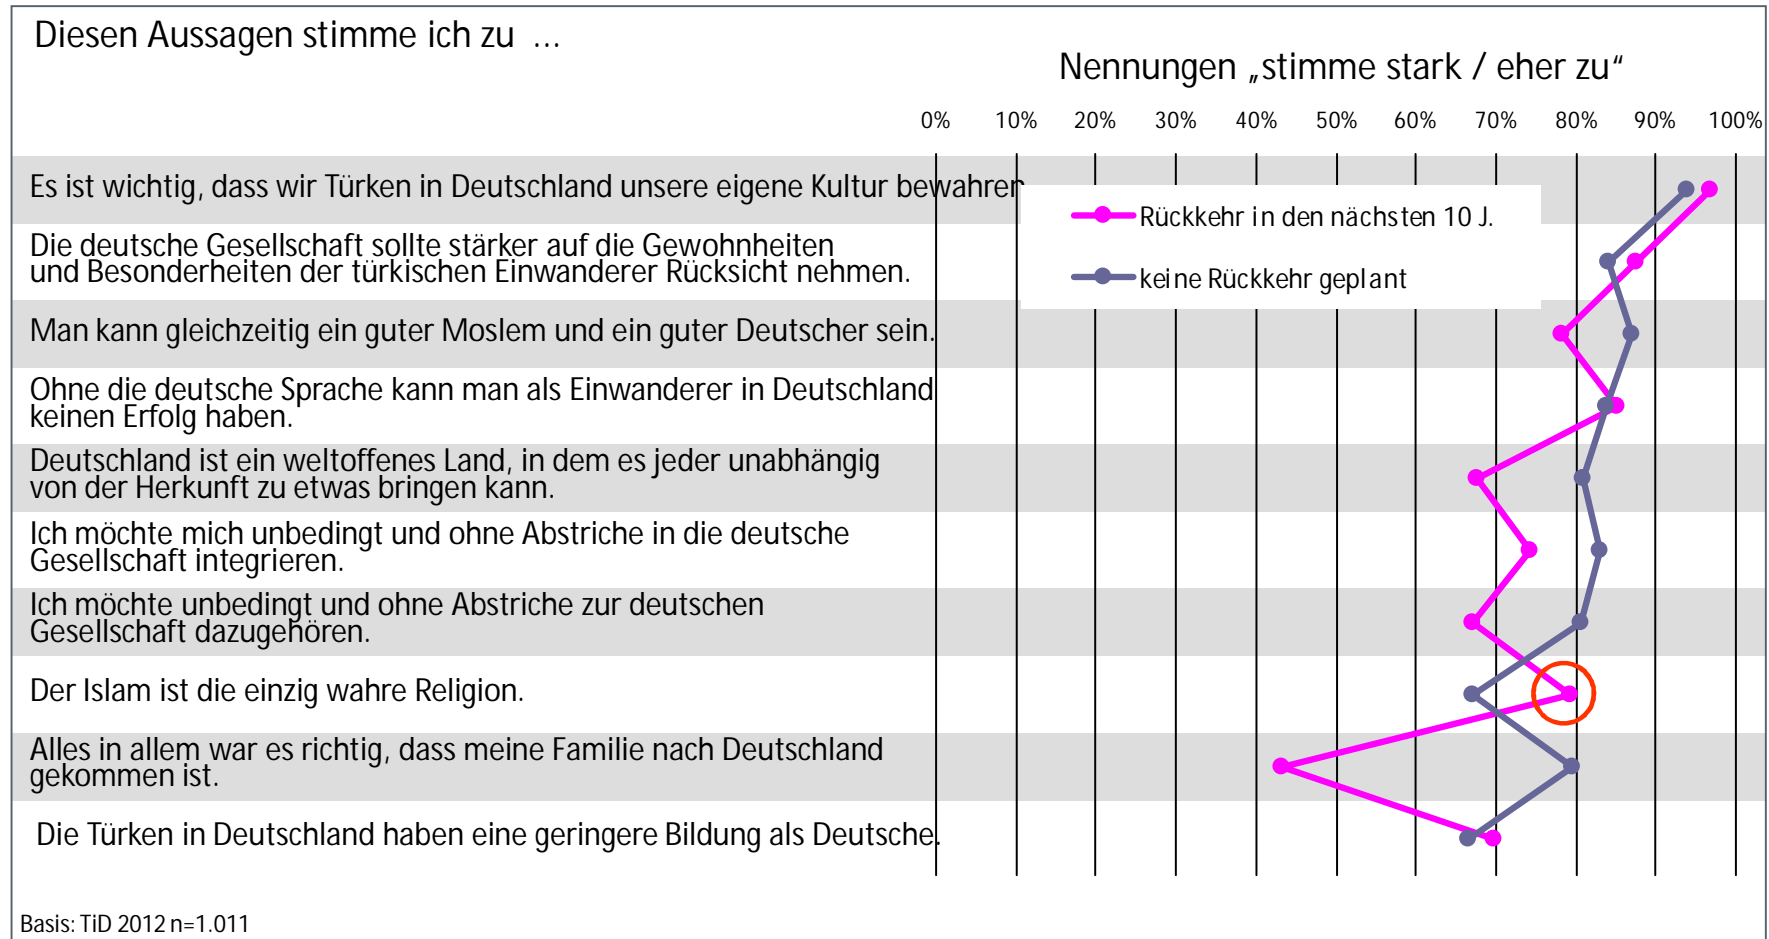 Diesen Aussagen stimme ich zu ...
Nennungen „stimme stark / eher zu“
0% 10% 20% 30% 40% 50% 60% 70% 80% 90% 100%
Es ist wichtig, dass wir Türken in Deutschland unsere eigene Kultur bewahren
Rückkehr in den nächsten 10 J.
Die deutsche Gesellschaft sollte stärker auf die Gewohnheiten
und Besonderheiten der türkischen Einwanderer Rücksicht nehmen.
keine Rückkehr geplant
Man kann gleichzeitig ein guter Moslem und ein guter Deutscher sein.
Ohne die deutsche Sprache kann man als Einwanderer in Deutschland
keinen Erfolg haben.
Deutschland ist ein weltoffenes Land, in dem es jeder unabhängig
von der Herkunft zu etwas bringen kann.
Ich möchte mich unbedingt und ohne Abstriche in die deutsche
Gesellschaft integrieren.
Ich möchte unbedingt und ohne Abstriche zur deutschen
Gesellschaft dazugehören.
Der Islam ist die einzig wahre Religion.
Alles in allem war es richtig, dass meine Familie nach Deutschland
gekommen ist.
Die Türken in Deutschland haben eine geringere Bildung als Deutsche.
Basis: TiD 2012 n=1.011